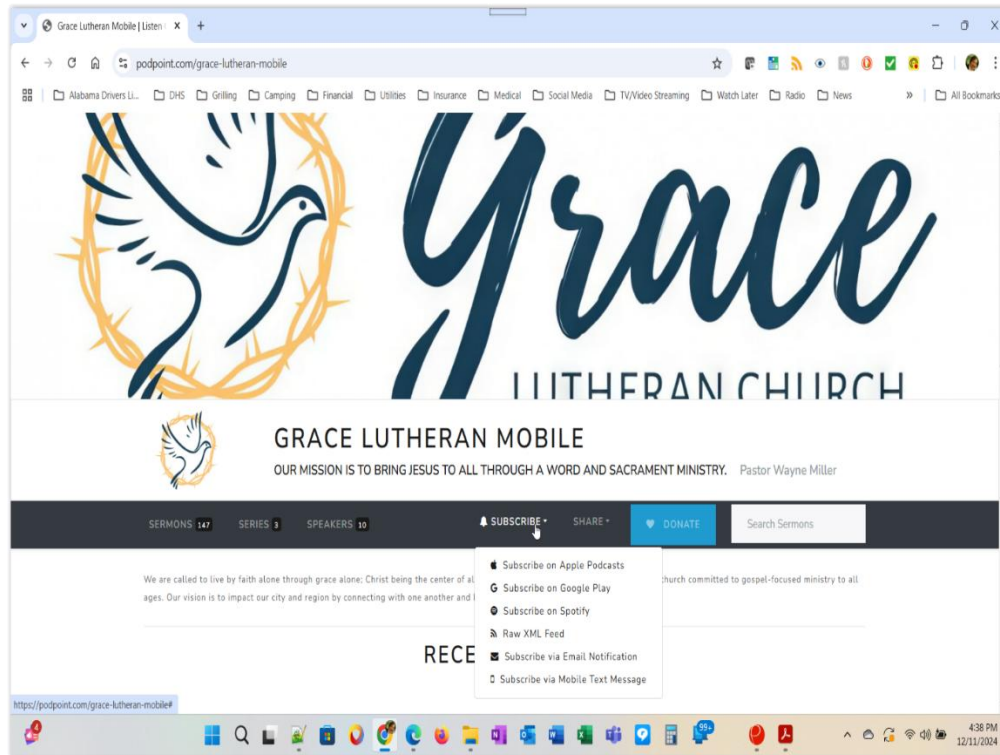 Grace Lutheran Mobile | Listen
podpoint.com/grace-lutheran-mobile
Alabama Drivers Li... DHS Grilling Camping Financial Utilities Insurance Medical Social Media TV/Video Streaming Watch Later Radio News » All Bookmarks
grace
LUTHERAN CHURCH
GRACE LUTHERAN MOBILE
OUR MISSION IS TO BRING JESUS TO ALL THROUGH A WORD AND SACRAMENT MINISTRY. Pastor Wayne Miller
SERMONS 147 SERIES 3 SPEAKERS 10 SUBSCRIBE SHARE DONATE Search Sermons
Subscribe on Apple Podcasts
Subscribe on Google Play
Subscribe on Spotify
Raw XML Feed
Subscribe via Email Notification
Subscribe via Mobile Text Message
We are called to live by faith alone through grace alone; Christ being the center of al church committed to gospel-focused ministry to all
ages. Our vision is to impact our city and region by connecting with one another and
RECE
https://podpoint.com/grace-lutheran-mobile#
99+
4:38 PM
12/11/2024